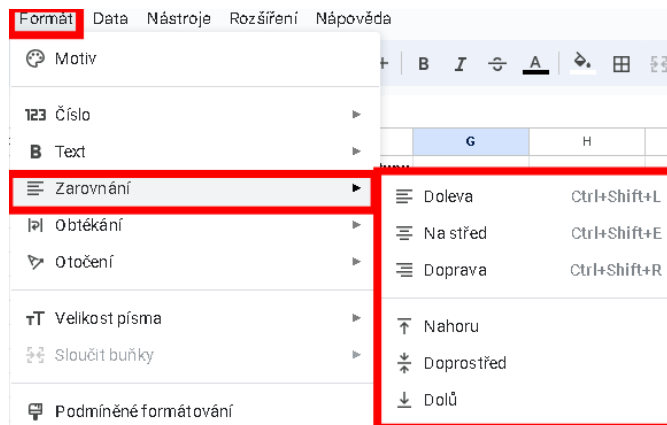 Formát Data Nástroje Rozšíření Nápověda
Motiv
B I A
123 Číslo
B Text
G H
Zarovnání
Doleva Ctrl+Shift+L
Obtékání
Na střed Ctrl+Shift+E
Otočení
Doprava Ctrl+Shift+R
Velikost písma
Nahoru
Sloučit buňky
Doprostřed
Dolů
Podmíněné formátování